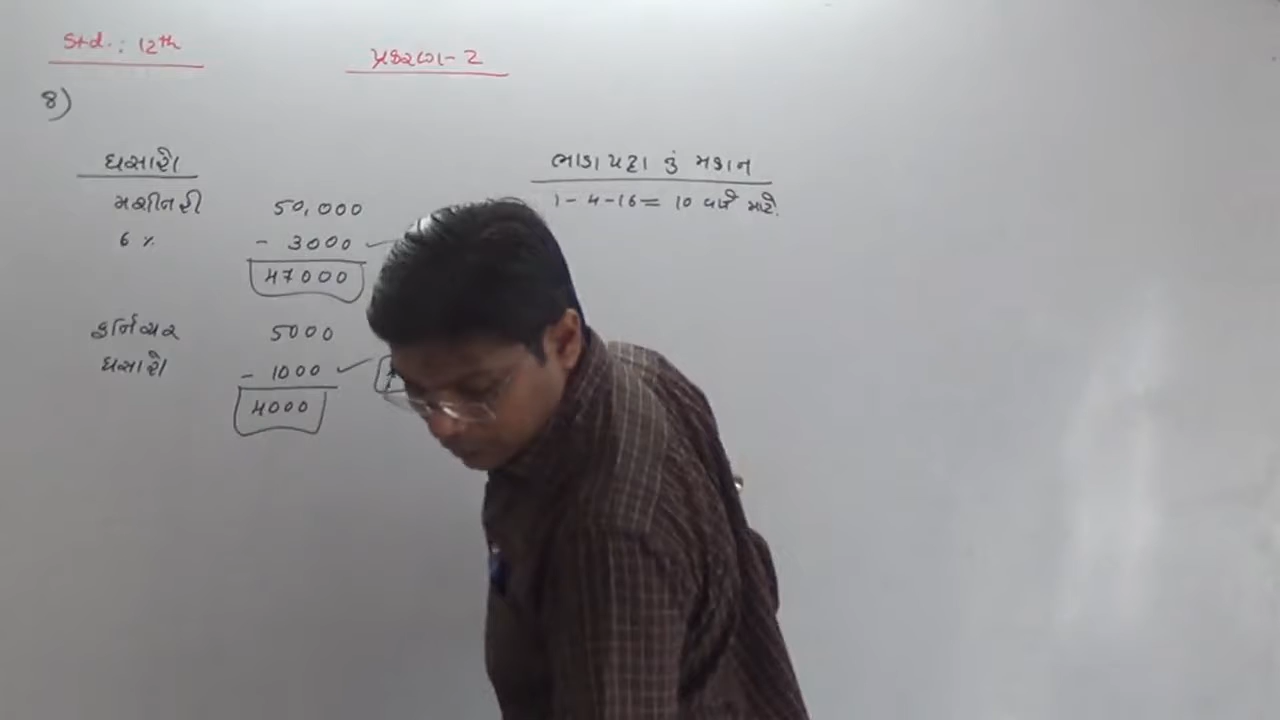 Std. : 12th
પ્રકરણ - 2
8)
ઘસારો
મશીનરી 50,000
6 % - 3000
47000
ફર્નિચર 5000
ઘસારો - 1000
4000
ભાડા પટ્ટા નું મકાન
1-4-16 = 10 વર્ષ માટે.